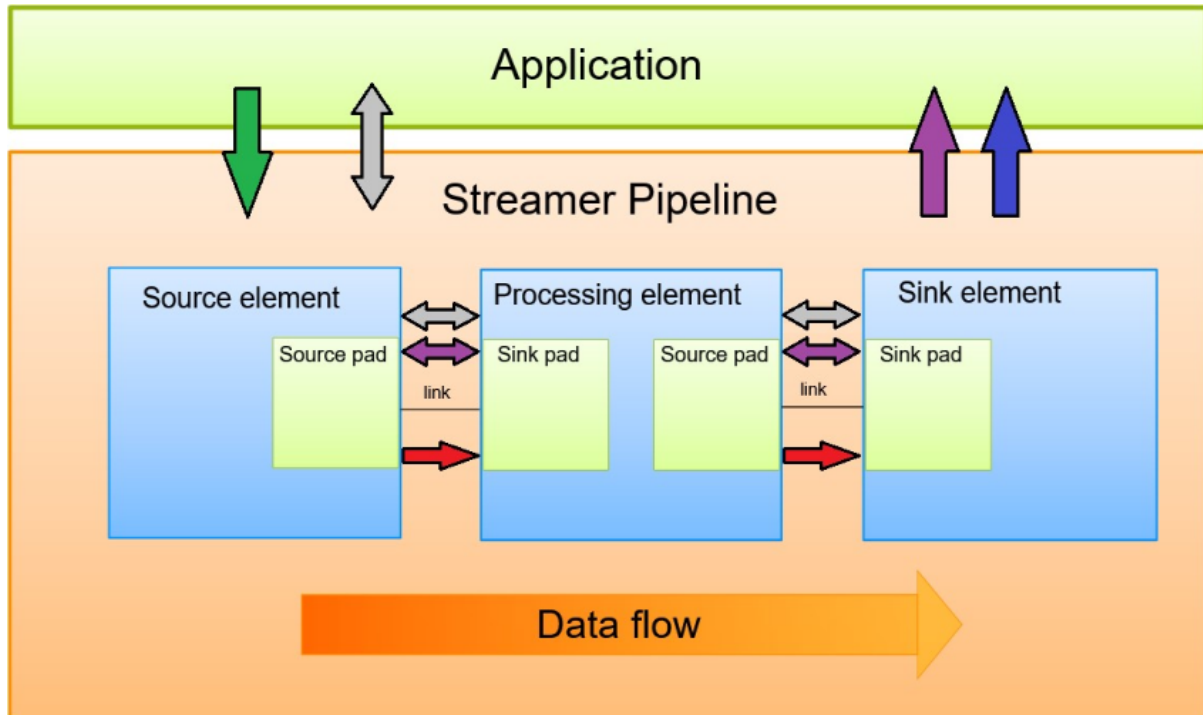 Application
Streamer Pipeline
Source element
Processing element
Sink element
Source pad
Sink pad
Source pad
Sink pad
link
link
Data flow